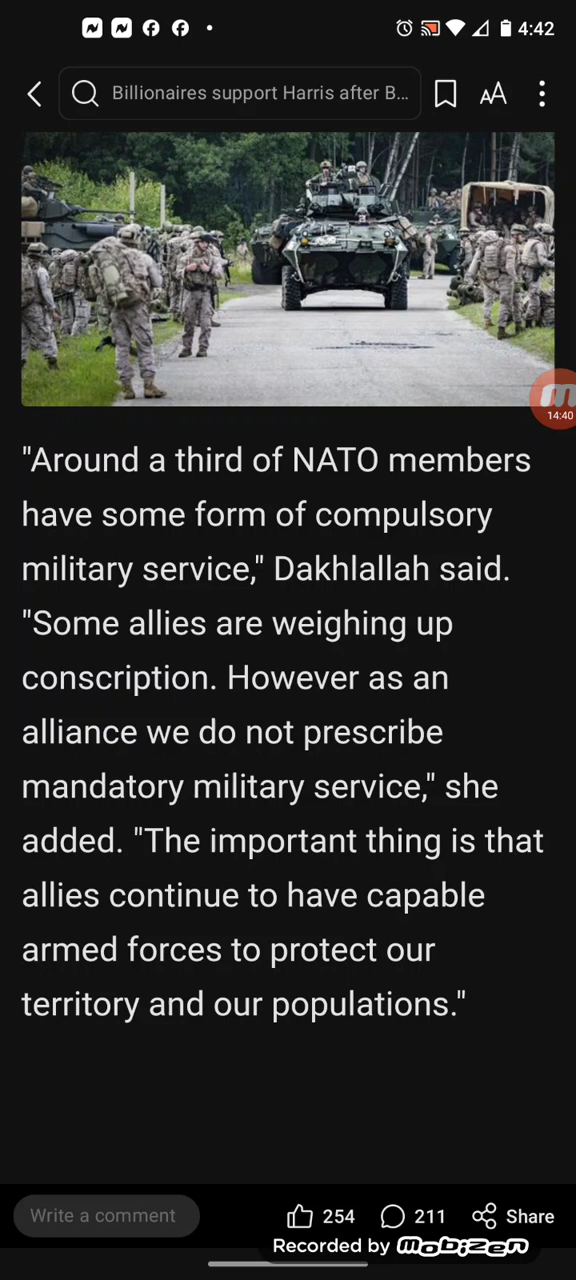 4:42
Billionaires support Harris after B...
AA
14:40
"Around a third of NATO members
have some form of compulsory
military service," Dakhlallah said.
"Some allies are weighing up
conscription. However as an
alliance we do not prescribe
mandatory military service," she
added. "The important thing is that
allies continue to have capable
armed forces to protect our
territory and our populations."
Write a comment
254
211
Share
Recorded by mobizen